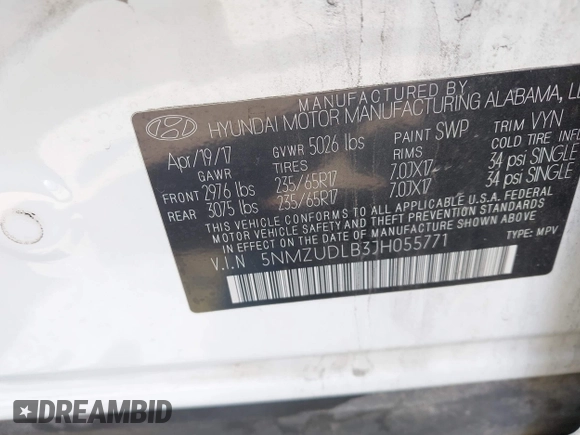 MANUFACTURED BY
HYUNDAI MOTOR MANUFACTURING ALABAMA,
Apr/19/17 GVWR 5026 lbs PAINT SWP TRIM VYN
GAWR TIRES RIMS COLD TIRE
FRONT 2976 lbs 235/65R17 7.0JX17 34 psi SINGLE
REAR 3075 lbs 235/65R17 7.0JX17 34 psi SINGLE
THIS VEHICLE CONFORMS TO ALL APPLICABLE U.S.A. FEDERAL
MOTOR VEHICLE SAFETY AND THEFT PREVENTION STANDARDS
IN EFFECT ON THE DATE OF MANUFACTURE SHOWN ABOVE.
V.I.N 5NMZUDLB3JH055771 TYPE: MPV
DREAMBID